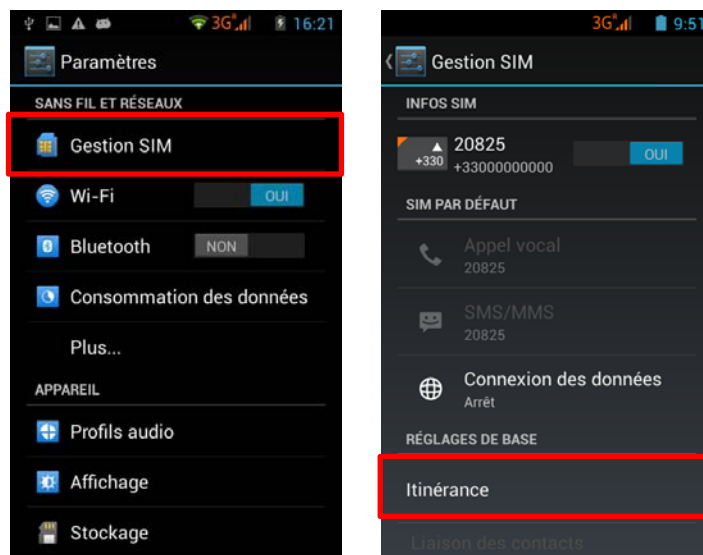 3G 16:21
Paramètres
SANS FIL ET RÉSEAUX
Gestion SIM
Wi-Fi OUI
Bluetooth NON
Consommation des données
Plus...
APPAREIL
Profils audio
Affichage
Stockage
3G 9:51
Gestion SIM
INFOS SIM
20825
+330
+33000000000
OUI
SIM PAR DÉFAUT
Appel vocal
20825
SMS/MMS
20825
Connexion des données
Arrêt
RÉGLAGES DE BASE
Itinérance
Liaison des contacts